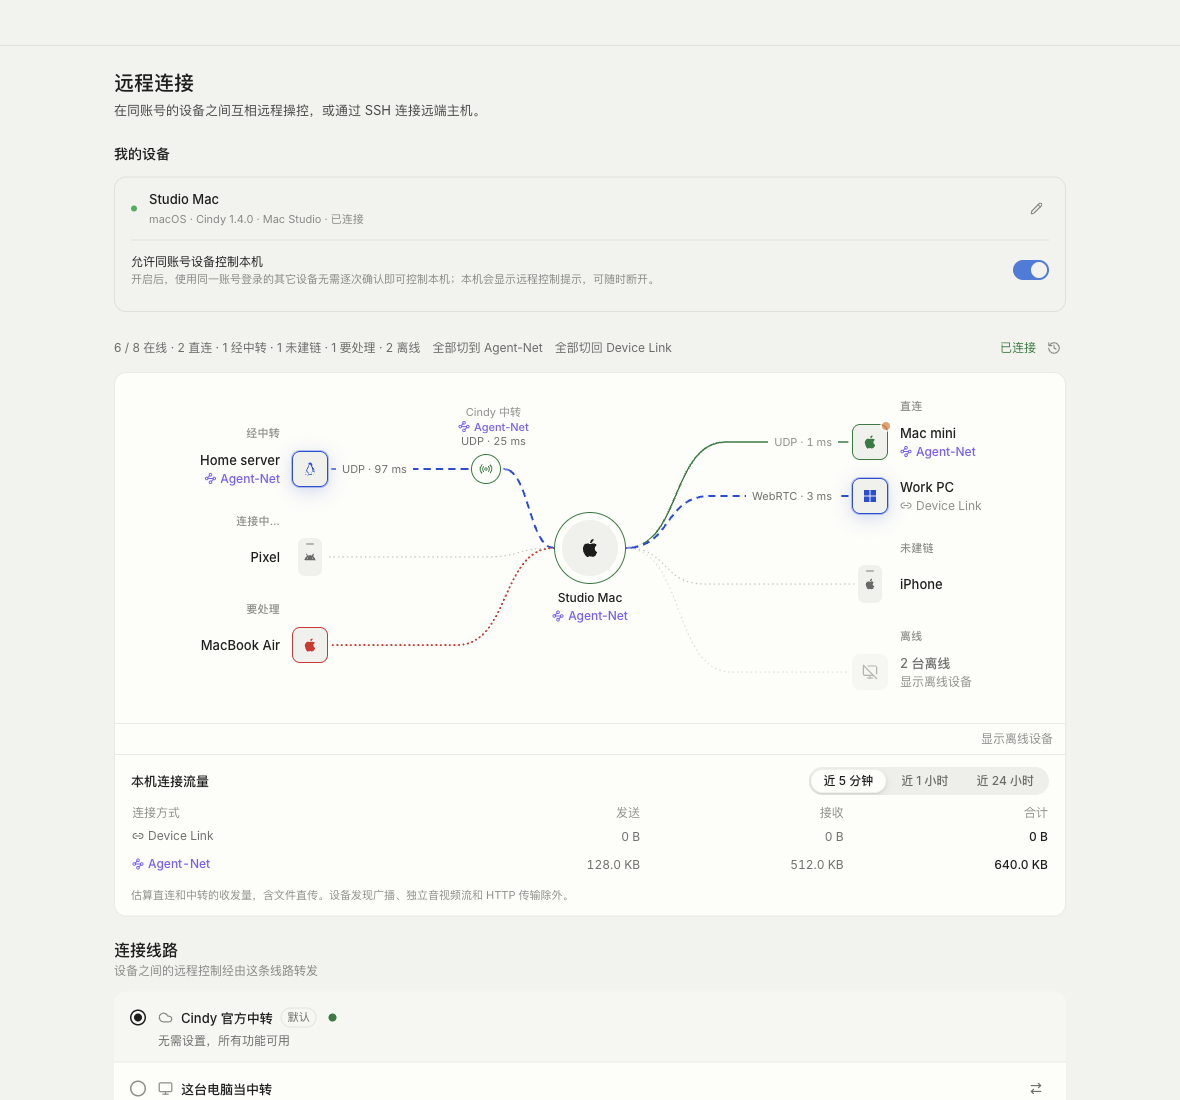 远程连接
在同账号的设备之间互相远程操控，或通过 SSH 连接远端主机。
我的设备
Studio Mac
macOS · Cindy 1.4.0 · Mac Studio · 已连接
允许同账号设备控制本机
开启后，使用同一账号登录的其它设备无需逐次确认即可控制本机；本机会显示远程控制提示，可随时断开。
6 / 8 在线 · 2 直连 · 1 经中转 · 1 未建链 · 1 要处理 · 2 离线 全部切到 Agent-Net 全部切回 Device Link 已连接
经中转
Home server
Agent-Net
UDP · 97 ms
Cindy 中转
Agent-Net
UDP · 25 ms
连接中...
Pixel
要处理
MacBook Air
Studio Mac
Agent-Net
直连
UDP · 1 ms
Mac mini
Agent-Net
WebRTC · 3 ms
Work PC
Device Link
未建链
iPhone
离线
2 台离线
显示离线设备
显示离线设备
本机连接流量 近 5 分钟 近 1 小时 近 24 小时
连接方式 发送 接收 合计
Device Link 0 B 0 B 0 B
Agent-Net 128.0 KB 512.0 KB 640.0 KB
估算直连和中转的收发量，含文件直传。设备发现广播、独立音视频流和 HTTP 传输除外。
连接线路
设备之间的远程控制经由这条线路转发
Cindy 官方中转 默认
无需设置，所有功能可用
这台电脑当中转